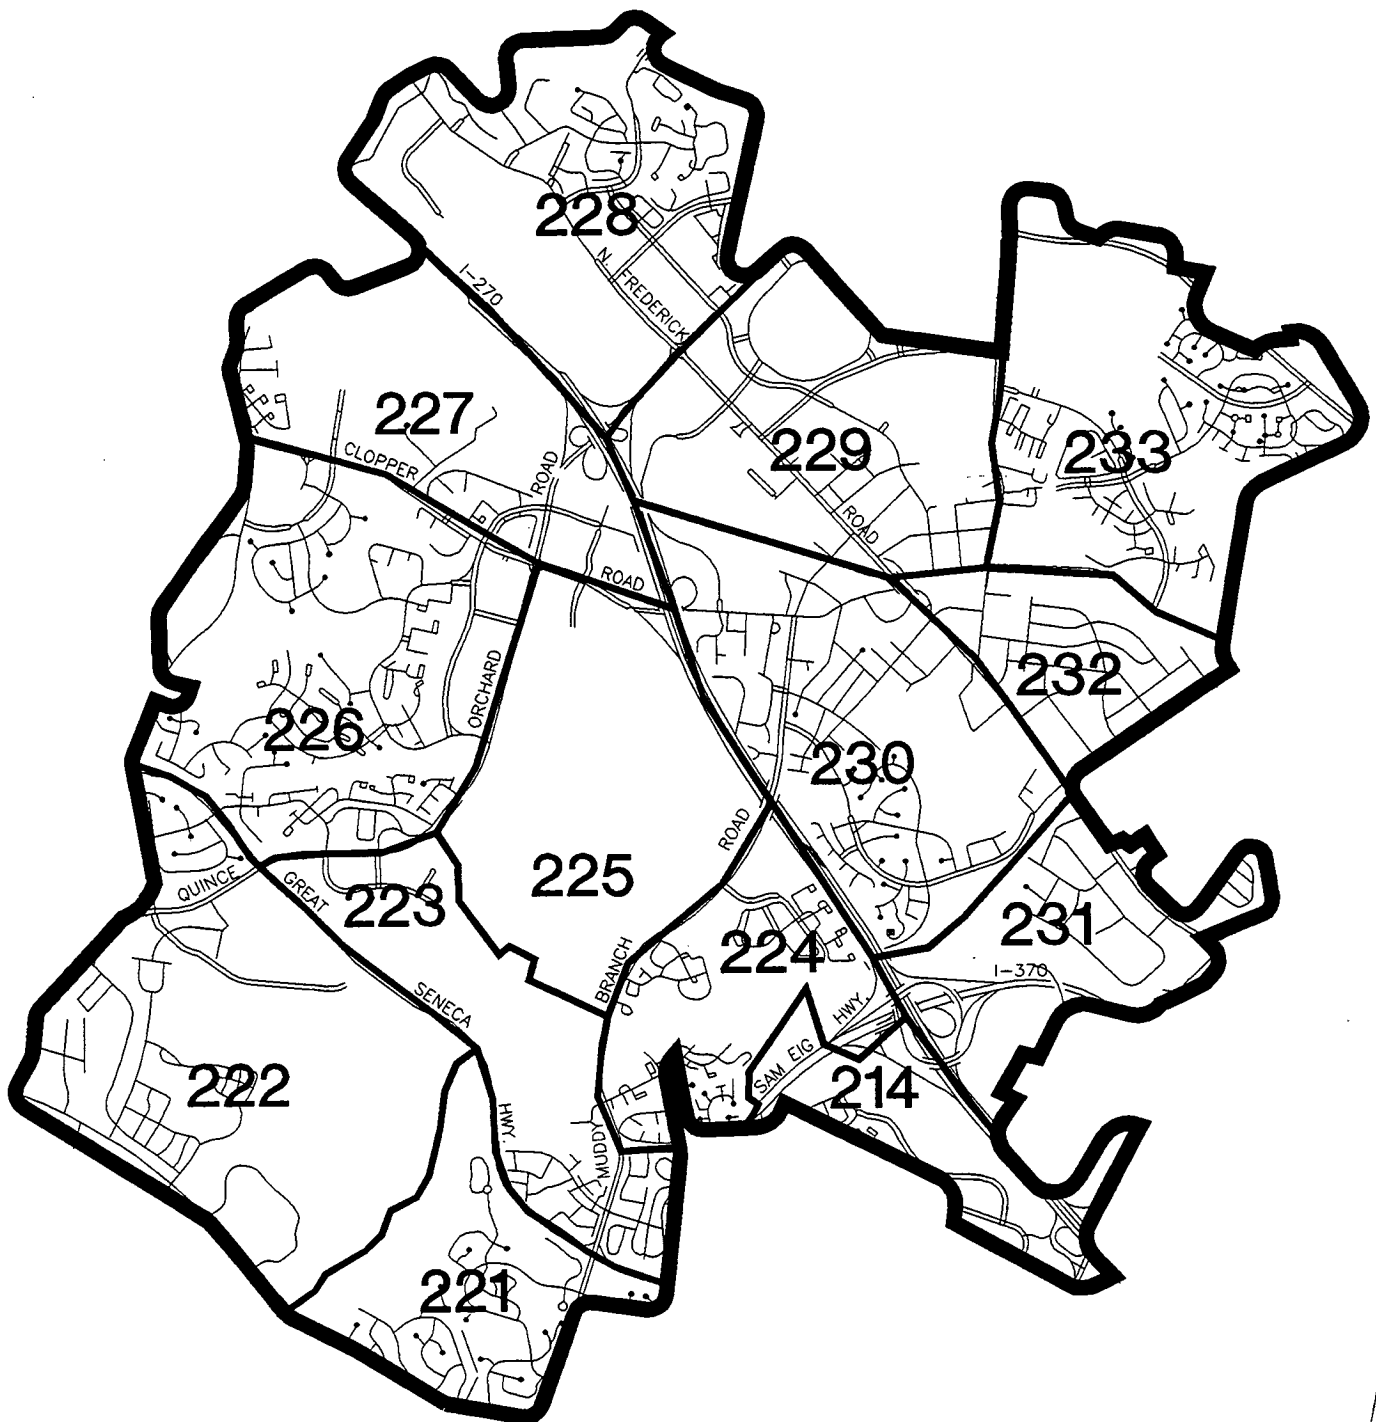 228
I-270
N. FREDERICK
227
229
233
CLOPPER
ROAD
ROAD
ROAD
232
ORCHARD
226
230
ROAD
QUINCE
GREAT
225
223
231
224
I-370
BRANCH
SENECA
HWY.
SAM EIG
222
214
HWY.
MUDDY
221